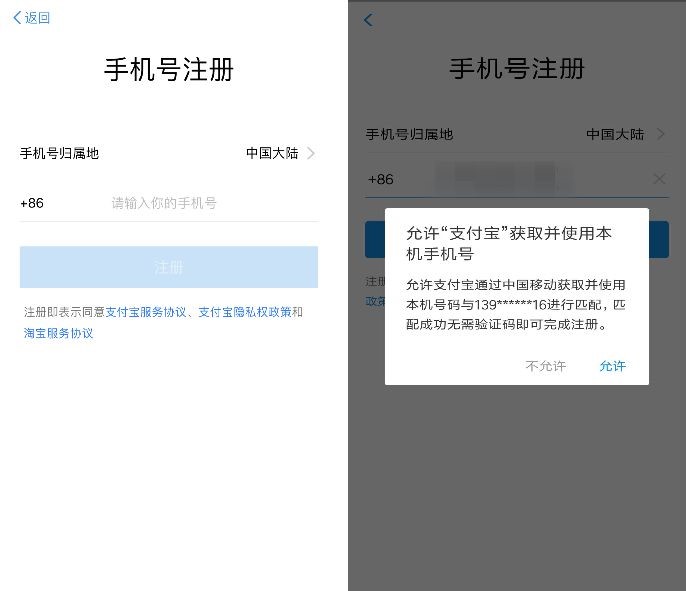 返回
手机号注册
手机号归属地 中国大陆
+86 请输入你的手机号
注册
注册即表示同意支付宝服务协议、支付宝隐私权政策和
淘宝服务协议
手机号注册
手机号归属地 中国大陆
+86
允许“支付宝”获取并使用本
机手机号
允许支付宝通过中国移动获取并使用
本机号码与139******16进行匹配，匹
配成功无需验证码即可完成注册。
不允许 允许
注册
政策